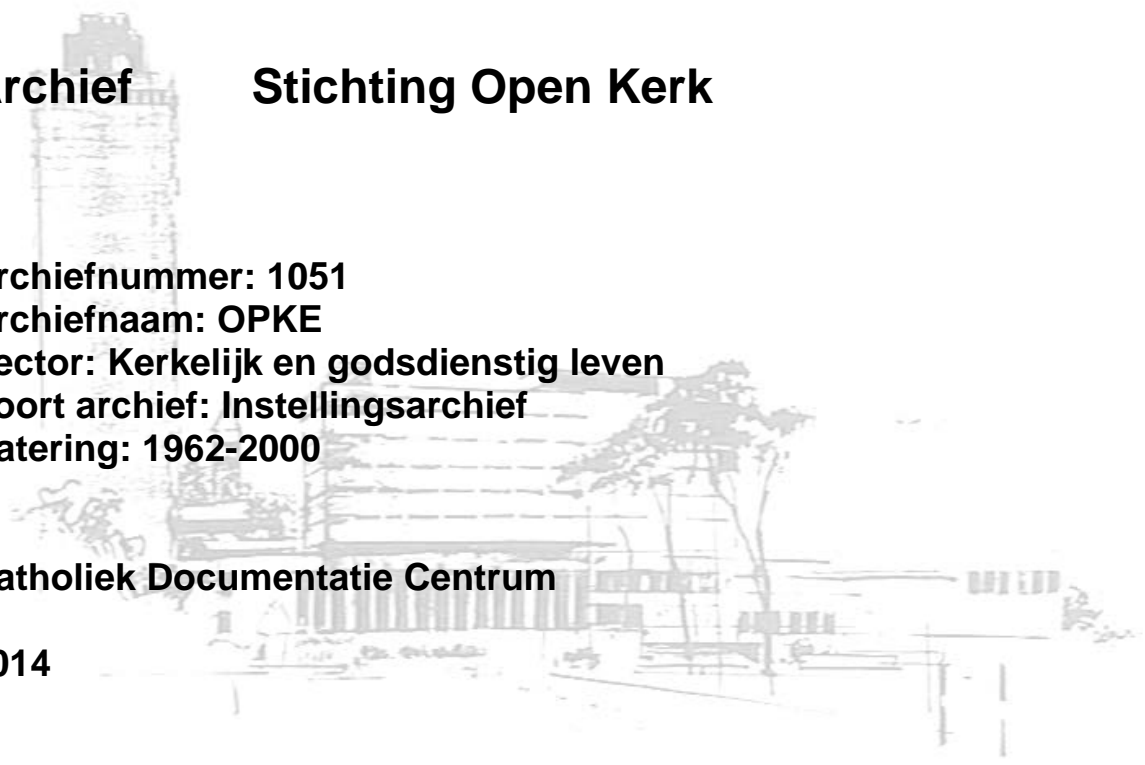 rchief Stichting Open Kerk
rchiefnummer: 1051
rchiefnaam: OPKE
ector: Kerkelijk en godsdienstig leven
oort archief: Instellingsarchief
atering: 1962-2000
atholiek Documentatie Centrum
014